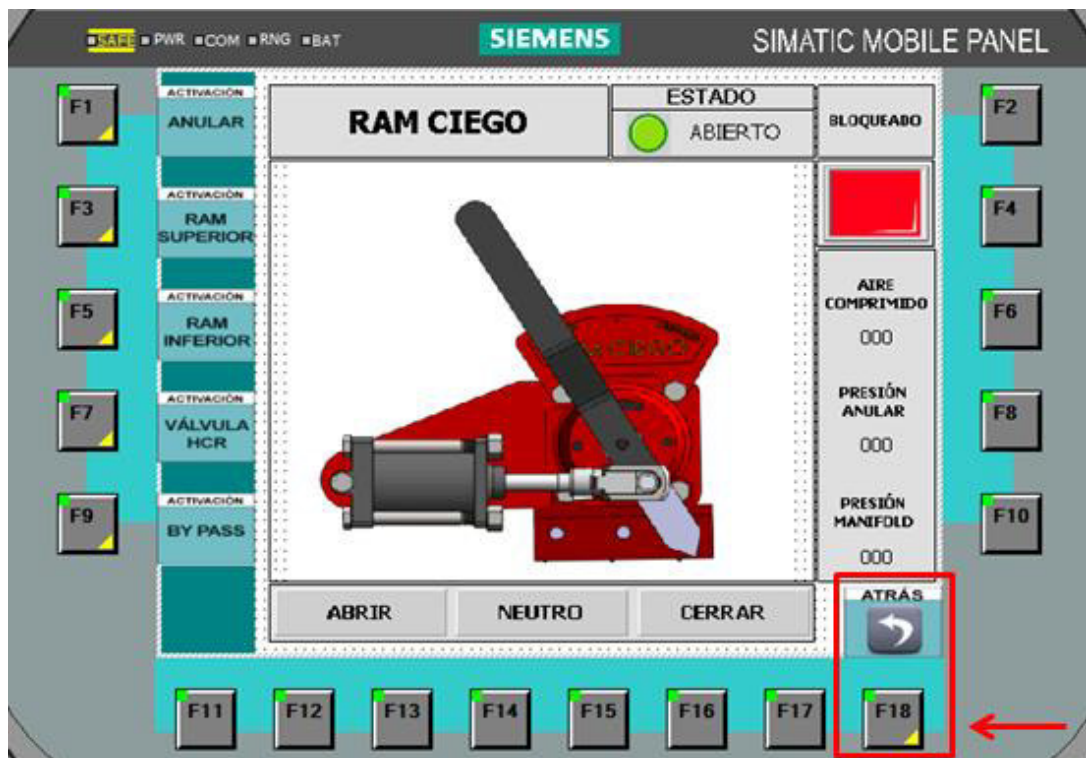 SAFE PWR COM RNG BAT
SIEMENS
SIMATIC MOBILE PANEL
F1
ACTIVACIÓN
ANULAR
RAM CIEGO
ESTADO
ABIERTO
BLOQUEADO
F2
F3
ACTIVACIÓN
RAM
SUPERIOR
F4
F5
ACTIVACIÓN
RAM
INFERIOR
AIRE
COMPRIMIDO
000
F6
F7
ACTIVACIÓN
VÁLVULA
HCR
PRESIÓN
ANULAR
000
F8
F9
ACTIVACIÓN
BY PASS
PRESIÓN
MANIFOLD
000
F10
ABRIR
NEUTRO
CERRAR
ATRÁS
F11
F12
F13
F14
F15
F16
F17
F18